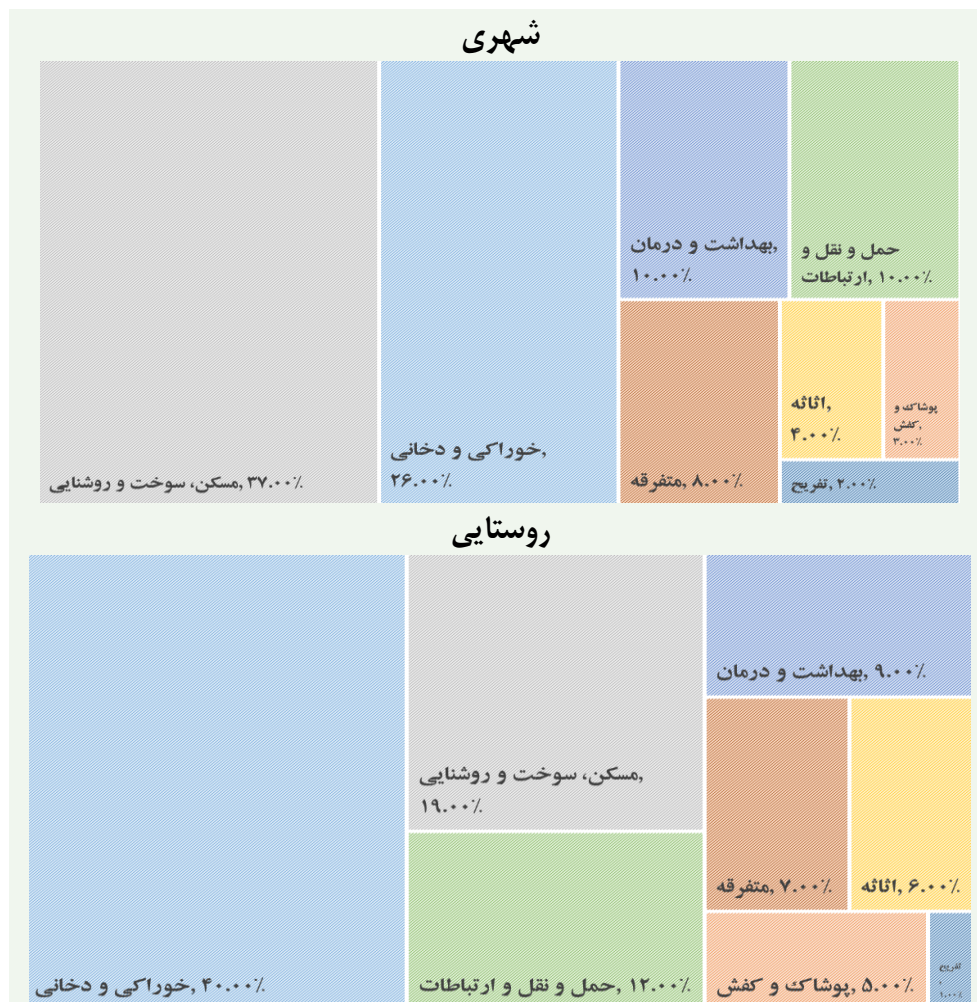 شهری
مسکن، سوخت و روشنایی, ۳۷.۰۰٪
خوراکی و دخانی,
۲۶.۰۰٪
بهداشت و درمان,
۱۰.۰۰٪
حمل و نقل و
ارتباطات, ۱۰.۰۰٪
متفرقه, ۸.۰۰٪
اثاثه,
۴.۰۰٪
پوشاک و
کفش,
۳.۰۰٪
تفریح, ۲.۰۰٪
روستایی
خوراکی و دخانی, ۴۰.۰۰٪
مسکن، سوخت و روشنایی,
۱۹.۰۰٪
حمل و نقل و ارتباطات, ۱۲.۰۰٪
بهداشت و درمان, ۹.۰۰٪
متفرقه, ۷.۰۰٪
اثاثه, ۶.۰۰٪
پوشاک و کفش, ۵.۰۰٪
تفریح
,
۱.۰۰٪